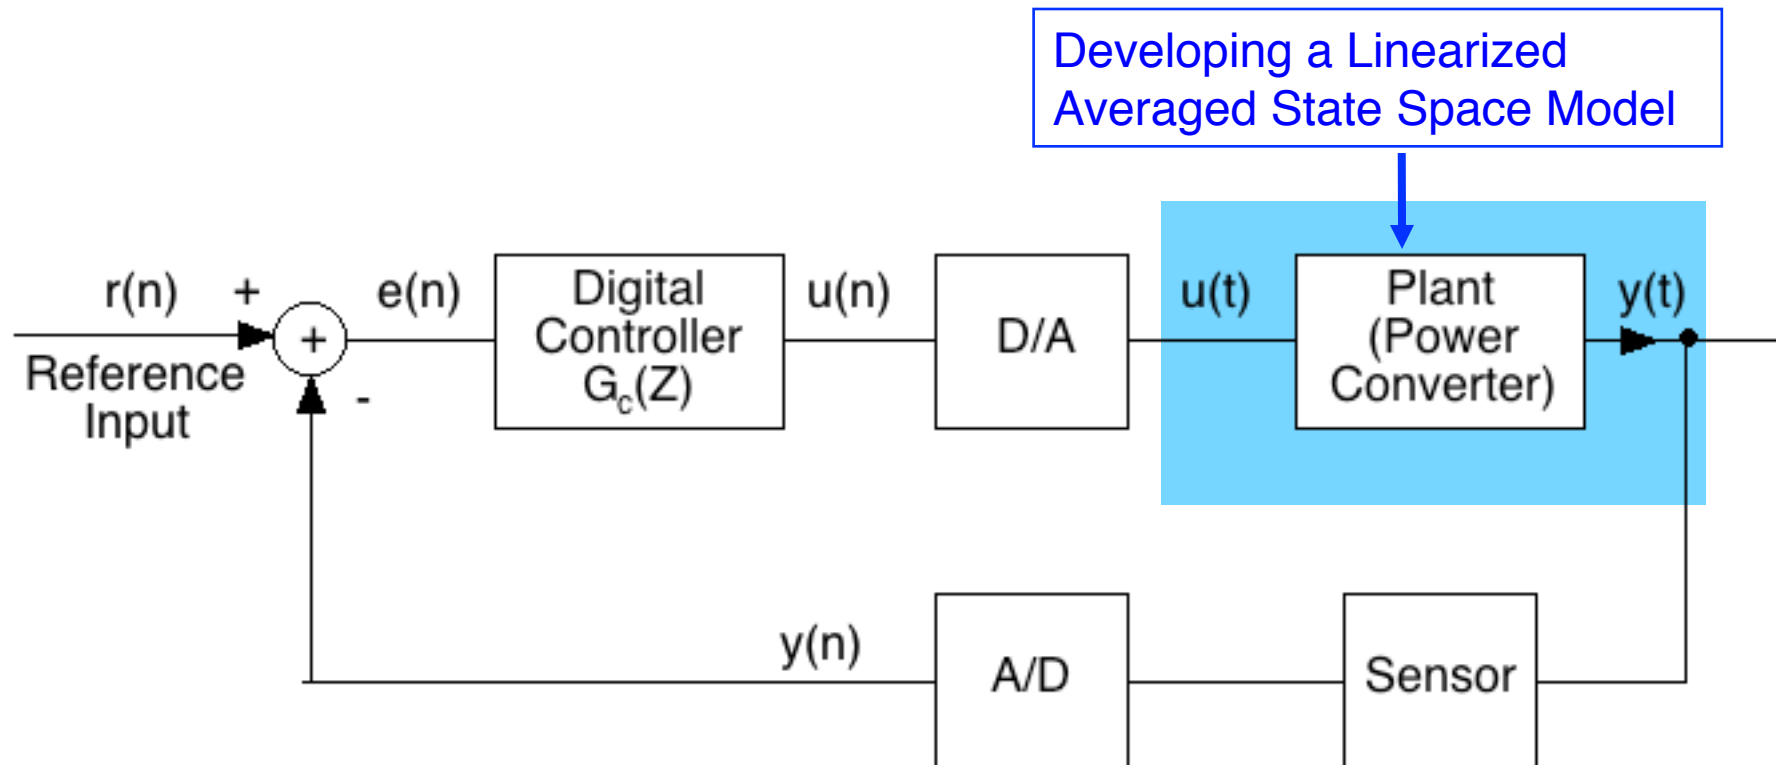 Developing a Linearized
Averaged State Space Model
r(n)
+
e(n)
Digital
Controller
Gc(Z)
u(n)
D/A
u(t)
Plant
(Power
Converter)
y(t)
+
Reference
Input
-
y(n)
A/D
Sensor